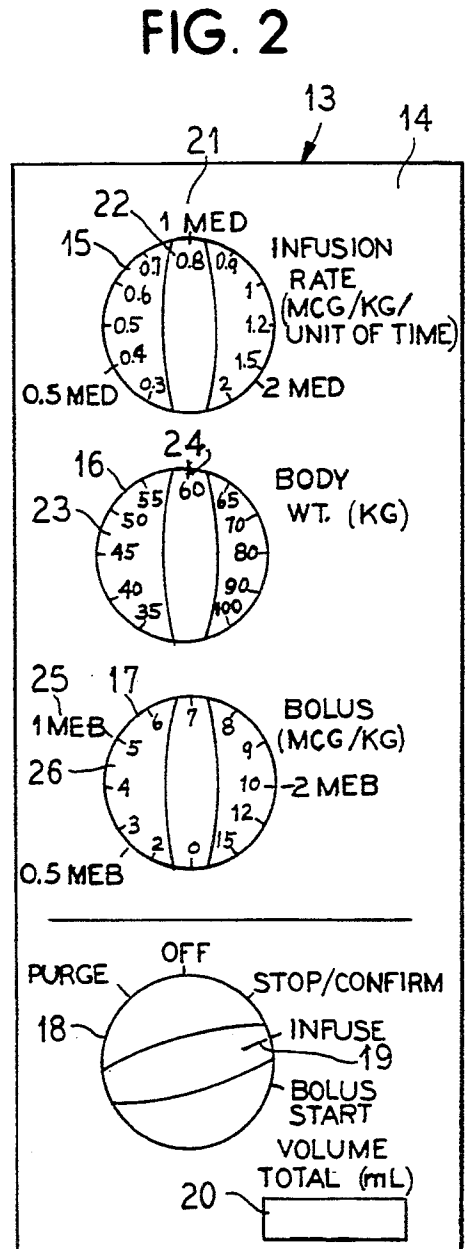 FIG. 2
13
14
21
22
1 MED
15
0.7 0.8 0.9
0.6 1
0.5 1.2
0.4 1.5
0.3 2
INFUSION
RATE
(MCG/KG/
UNIT OF TIME)
0.5 MED
2 MED
24
16
BODY
WT. (KG)
23
55 60 65
50 70
45 80
40 90
35 100
25
17
1 MEB
BOLUS
(MCG/KG)
26
6 7 8
5 9
4 10
3 12
2 0 15
2 MEB
0.5 MEB
OFF
PURGE
STOP/CONFIRM
18
INFUSE
19
BOLUS
START
VOLUME
TOTAL (mL)
20